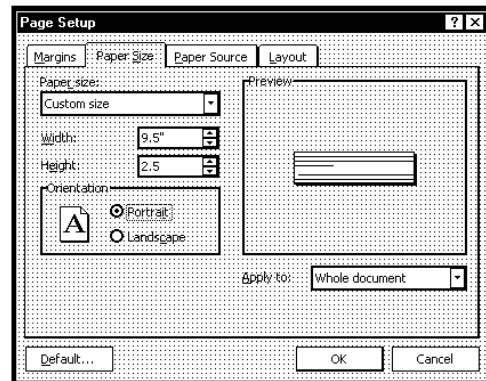 Page Setup
Margins Paper Size Paper Source Layout
Paper size: Preview
Custom size
Width: 9.5"
Height: 2.5
Orientation
A Portrait
Landscape
Apply to: Whole document
Default... OK Cancel